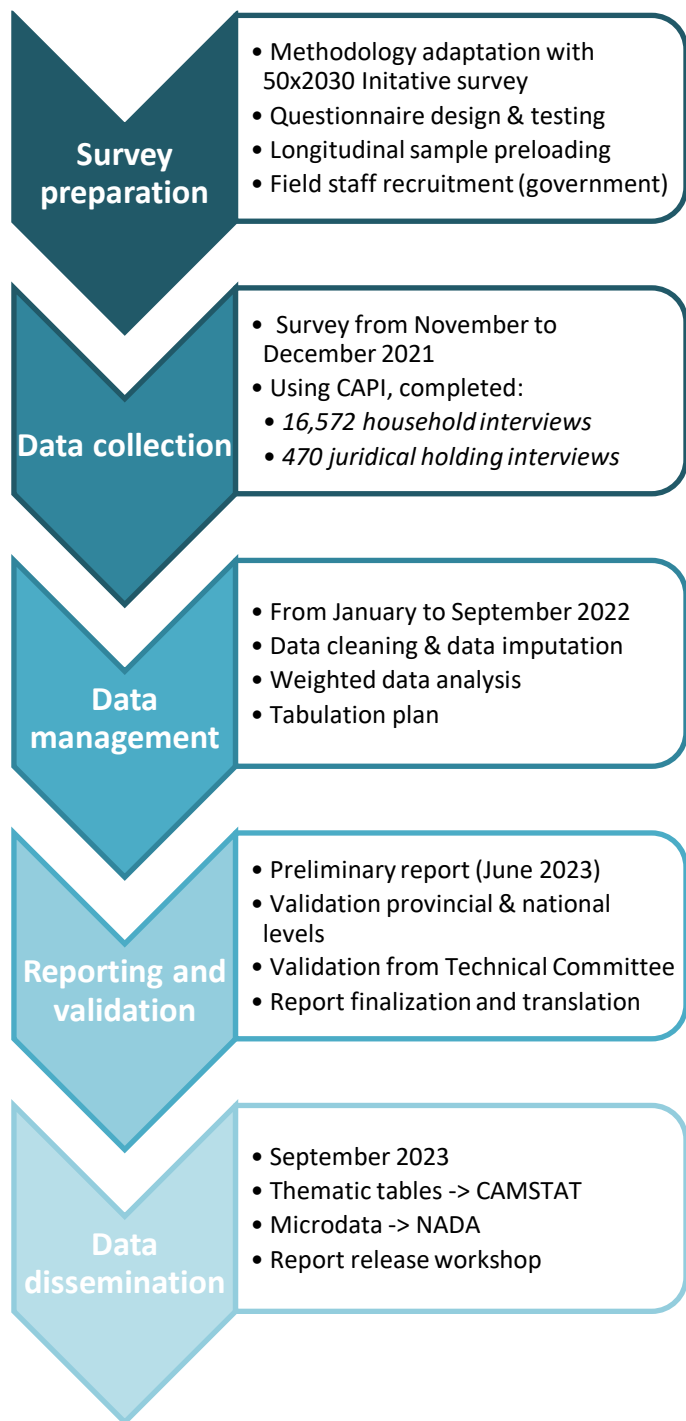 Survey
preparation
• Methodology adaptation with
50x2030 Initative survey
• Questionnaire design & testing
• Longitudinal sample preloading
• Field staff recruitment (government)
Data collection
• Survey from November to
December 2021
• Using CAPI, completed:
• 16,572 household interviews
• 470 juridical holding interviews
Data
management
• From January to September 2022
• Data cleaning & data imputation
• Weighted data analysis
• Tabulation plan
Reporting and
validation
• Preliminary report (June 2023)
• Validation provincial & national
levels
• Validation from Technical Committee
• Report finalization and translation
Data
dissemination
• September 2023
• Thematic tables -> CAMSTAT
• Microdata -> NADA
• Report release workshop